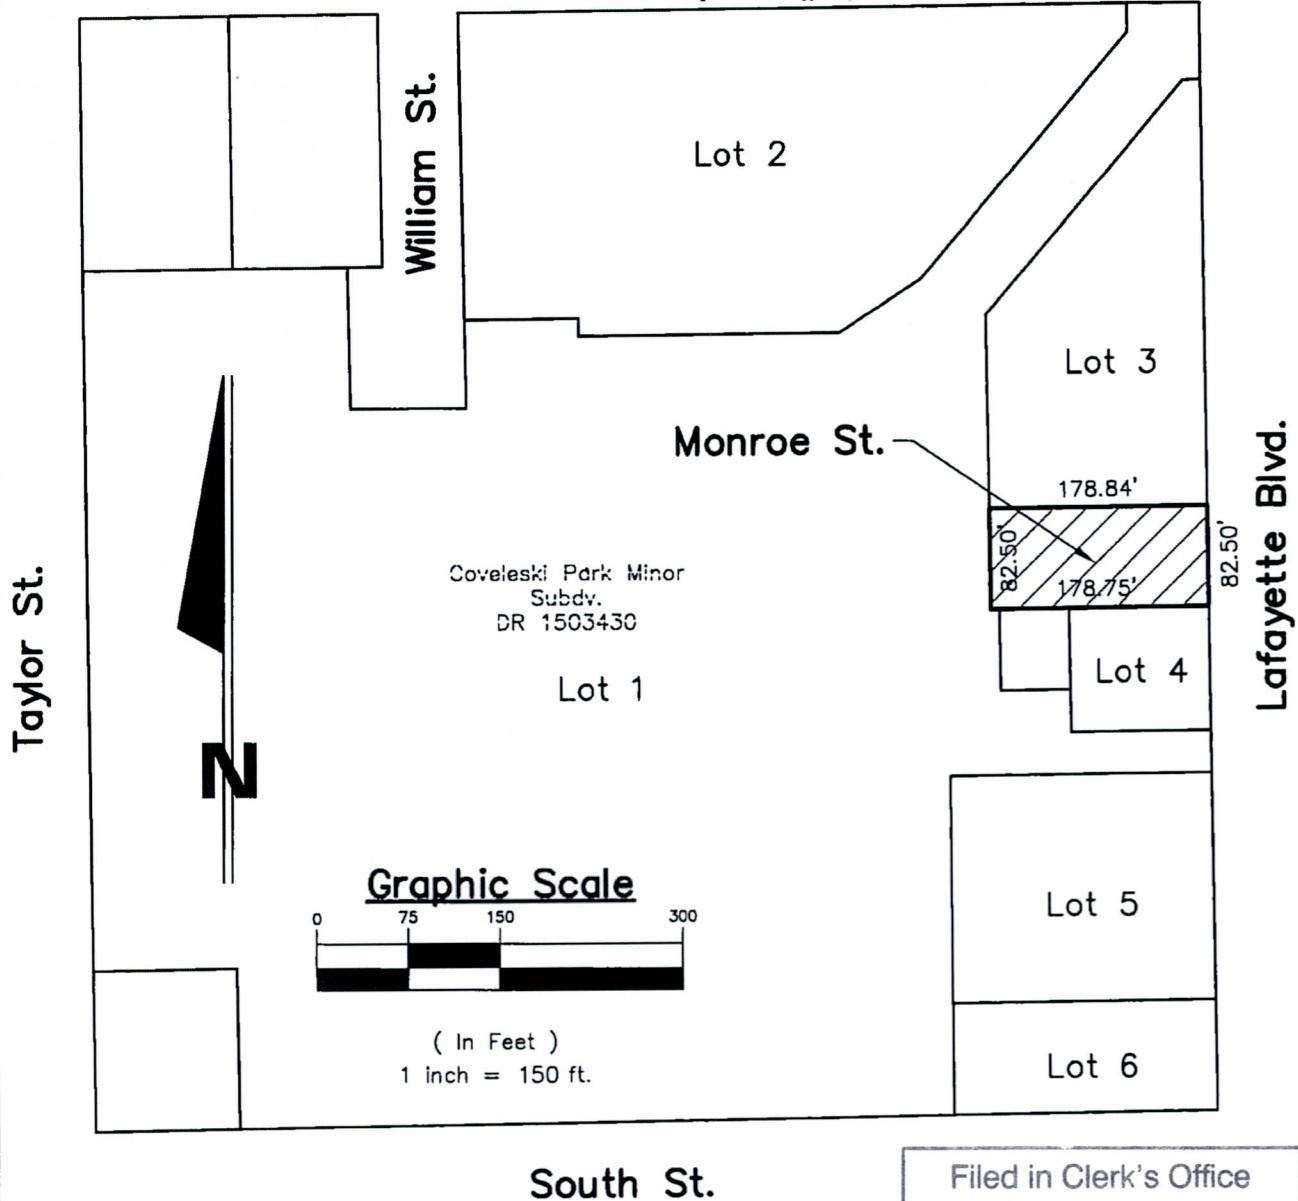 William St.
Lot 2
Lot 3
Monroe St.
178.84'
82.50'
178.75'
82.50'
Lafayette Blvd.
Taylor St.
Coveleski Park Minor
Subdv.
DR 1503430
Lot 1
Lot 4
N
Graphic Scale
0 75 150 300
( In Feet )
1 inch = 150 ft.
Lot 5
Lot 6
South St.
Filed in Clerk's Office